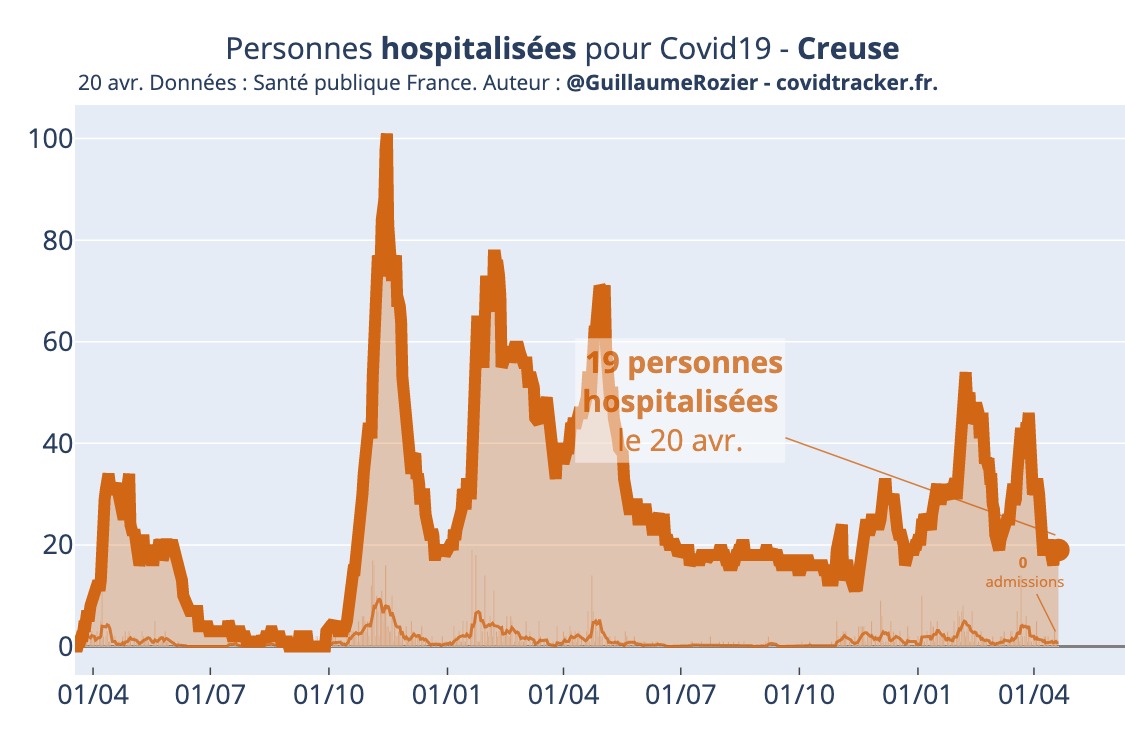 Personnes hospitalisées pour Covid19 - Creuse
20 avr. Données : Santé publique France. Auteur : @GuillaumeRozier - covidtracker.fr.
100
80
60
40
20
0
19 personnes
hospitalisées
le 20 avr.
0
admissions
01/04
01/07
01/10
01/01
01/04
01/07
01/10
01/01
01/04